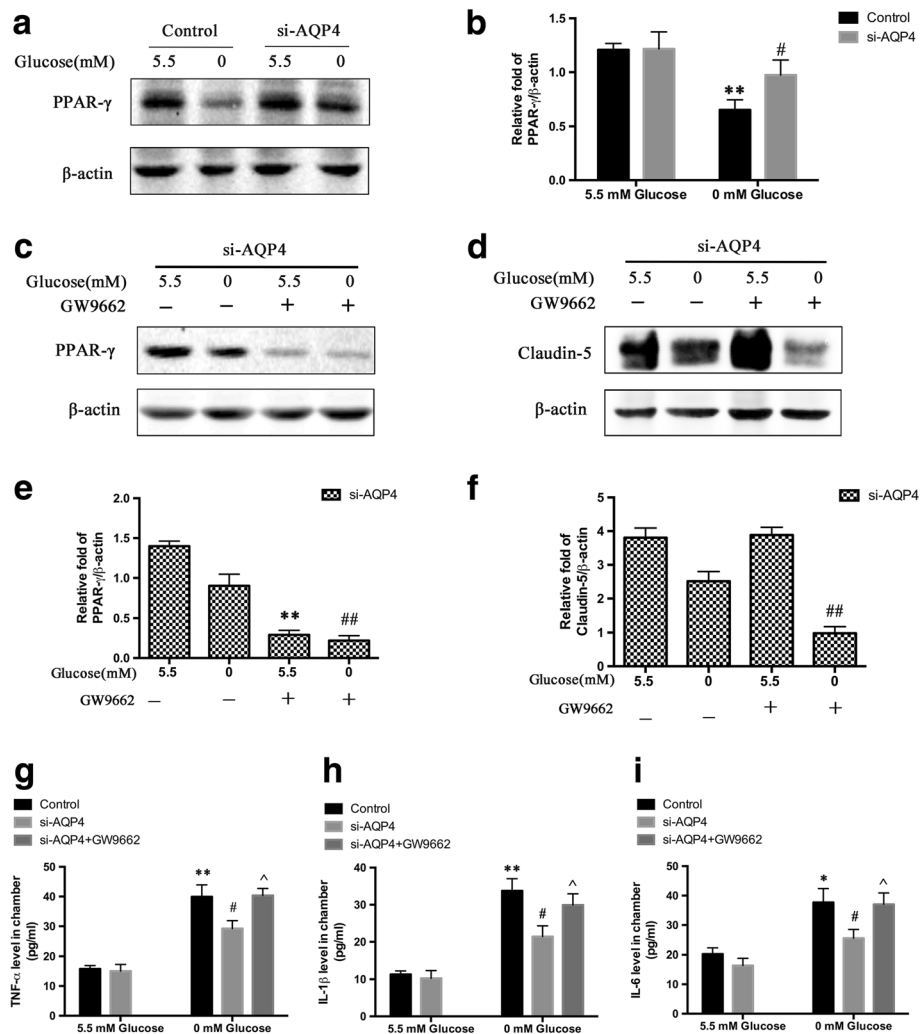 a
Control si-AQP4
Glucose(mM) 5.5 0 5.5 0
PPAR-γ
β-actin
b
Control
si-AQP4
Relative fold of
PPAR-γ/β-actin
1.5
1.0
0.5
0.0
**
#
5.5 mM Glucose 0 mM Glucose
c
si-AQP4
Glucose(mM) 5.5 0 5.5 0
GW9662 − − + +
PPAR-γ
β-actin
d
si-AQP4
Glucose(mM) 5.5 0 5.5 0
GW9662 − − + +
Claudin-5
β-actin
e
si-AQP4
Relative fold of
PPAR-γ/β-actin
2.0
1.5
1.0
0.5
0.0
**
##
Glucose(mM) 5.5 0 5.5 0
GW9662 − − + +
f
si-AQP4
Relative fold of
Claudin-5/β-actin
5
4
3
2
1
0
##
Glucose(mM) 5.5 0 5.5 0
GW9662 − − + +
g
Control
si-AQP4
si-AQP4+GW9662
TNF-α level in chamber
(pg/ml)
50
40
30
20
10
0
**
#
^
5.5 mM Glucose 0 mM Glucose
h
Control
si-AQP4
si-AQP4+GW9662
IL-1β level in chamber
(pg/ml)
40
30
20
10
0
**
#
^
5.5 mM Glucose 0 mM Glucose
i
Control
si-AQP4
si-AQP4+GW9662
IL-6 level in chamber
(pg/ml)
50
40
30
20
10
0
*
#
^
5.5 mM Glucose 0 mM Glucose